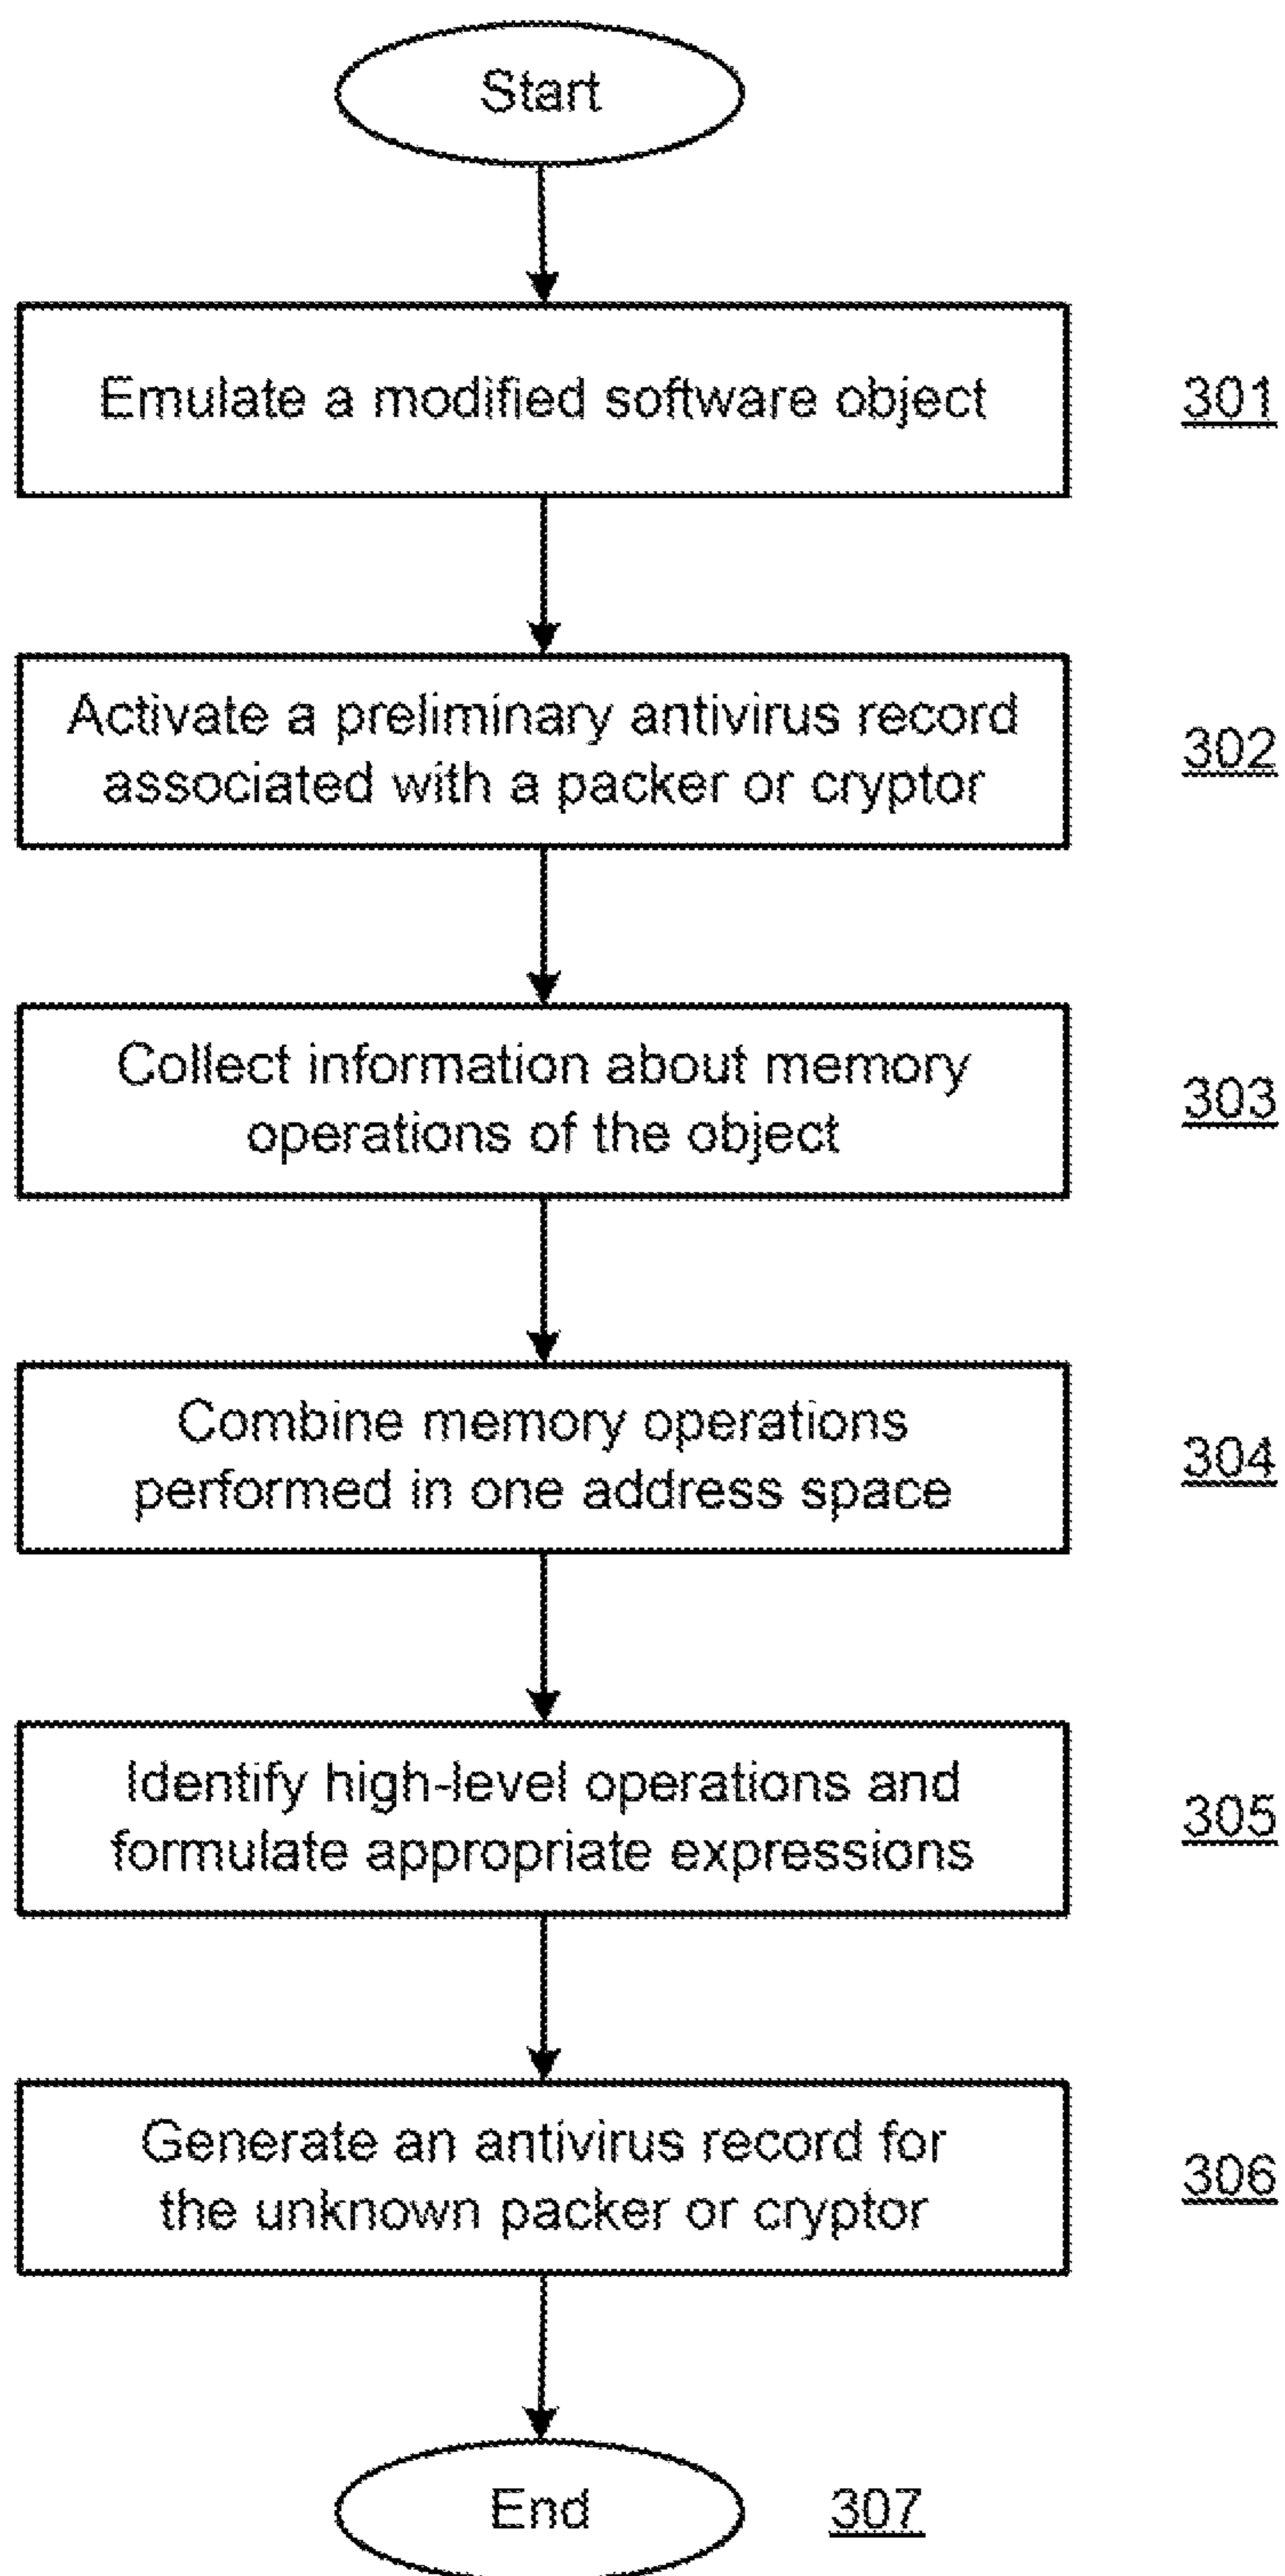 Start
Emulate a modified software object
301
Activate a preliminary antivirus record
associated with a packer or cryptor
302
Collect information about memory
operations of the object
303
Combine memory operations
performed in one address space
304
Identify high-level operations and
formulate appropriate expressions
305
Generate an antivirus record for
the unknown packer or cryptor
306
End
307